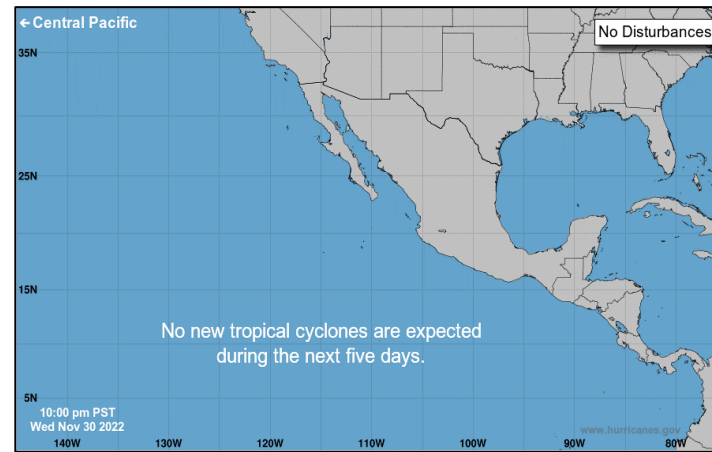 ←Central Pacific
No Disturbances
35N
25N
15N
No new tropical cyclones are expected
during the next five days.
5N
10:00 pm PST
Wed Nov 30 2022
www.hurricanes.gov
140W 130W 120W 110W 100W 90W 80W